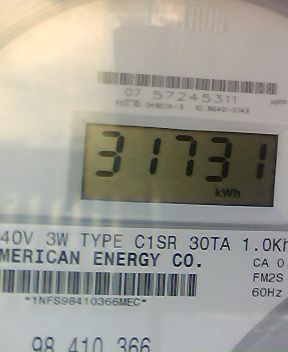 07 57245311
31731
kWh
40V 3W TYPE C1SR 30TA 1.0Kh
MERICAN ENERGY CO.
CA 0
FM2S
60Hz
*1NFS98410366MEC*
98 410 366